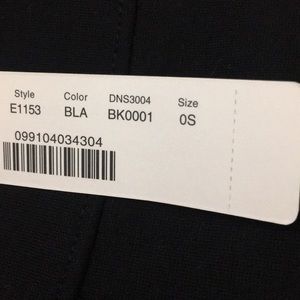 Style Color DNS3004 Size
E1153 BLA BK0001 0S
099104034304